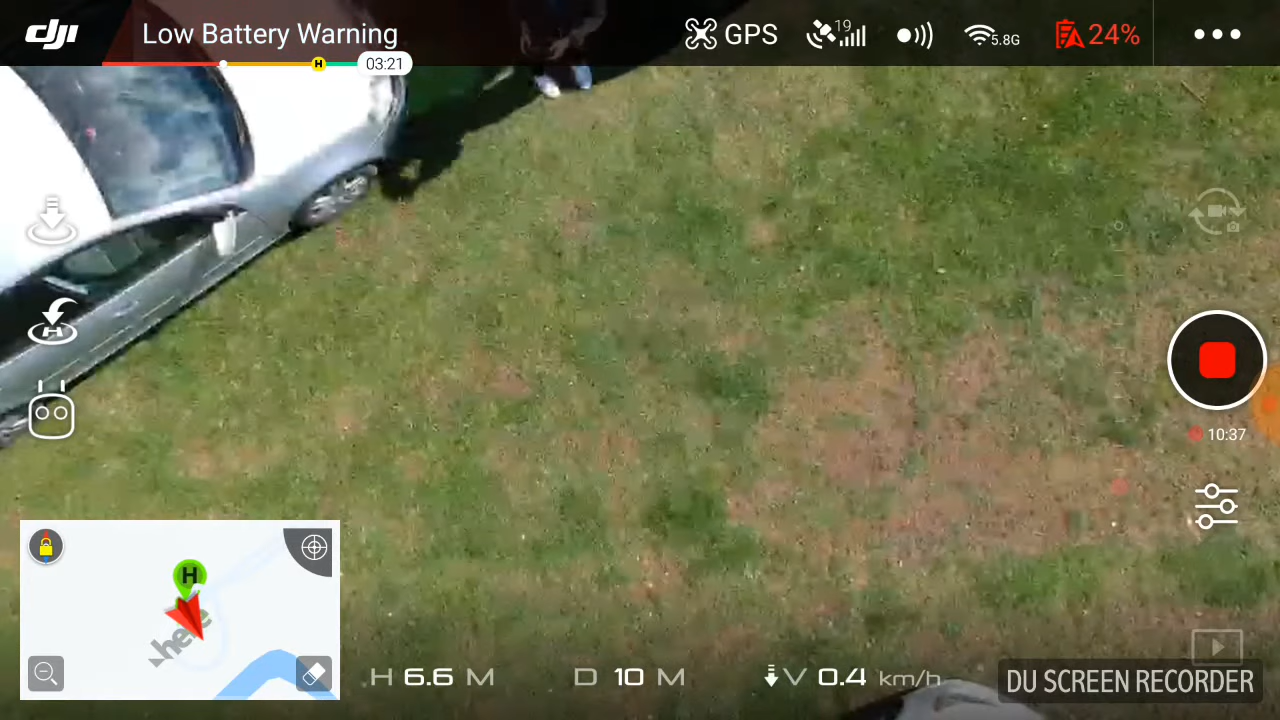 dji
Low Battery Warning
GPS
19
5.8G
24%
H
03:21
H
10:37
H
here
H 6.6 M
D 10 M
V 0.4 km/h
DU SCREEN RECORDER